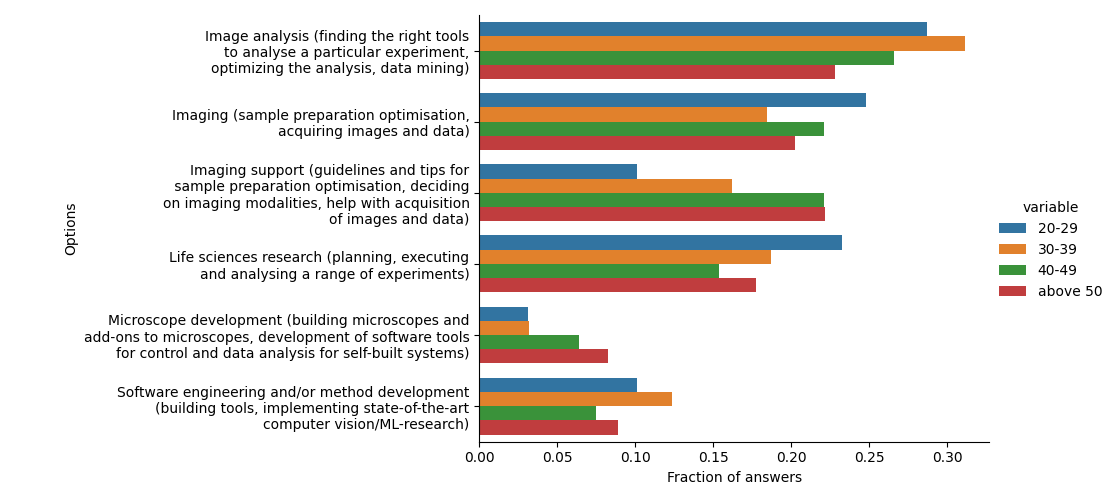 Options
Image analysis (finding the right tools
to analyse a particular experiment,
optimizing the analysis, data mining)
Imaging (sample preparation optimisation,
acquiring images and data)
Imaging support (guidelines and tips for
sample preparation optimisation, deciding
on imaging modalities, help with acquisition
of images and data)
Life sciences research (planning, executing
and analysing a range of experiments)
Microscope development (building microscopes and
add-ons to microscopes, development of software tools
for control and data analysis for self-built systems)
Software engineering and/or method development
(building tools, implementing state-of-the-art
computer vision/ML-research)
0.00 0.05 0.10 0.15 0.20 0.25 0.30
Fraction of answers
variable
20-29
30-39
40-49
above 50